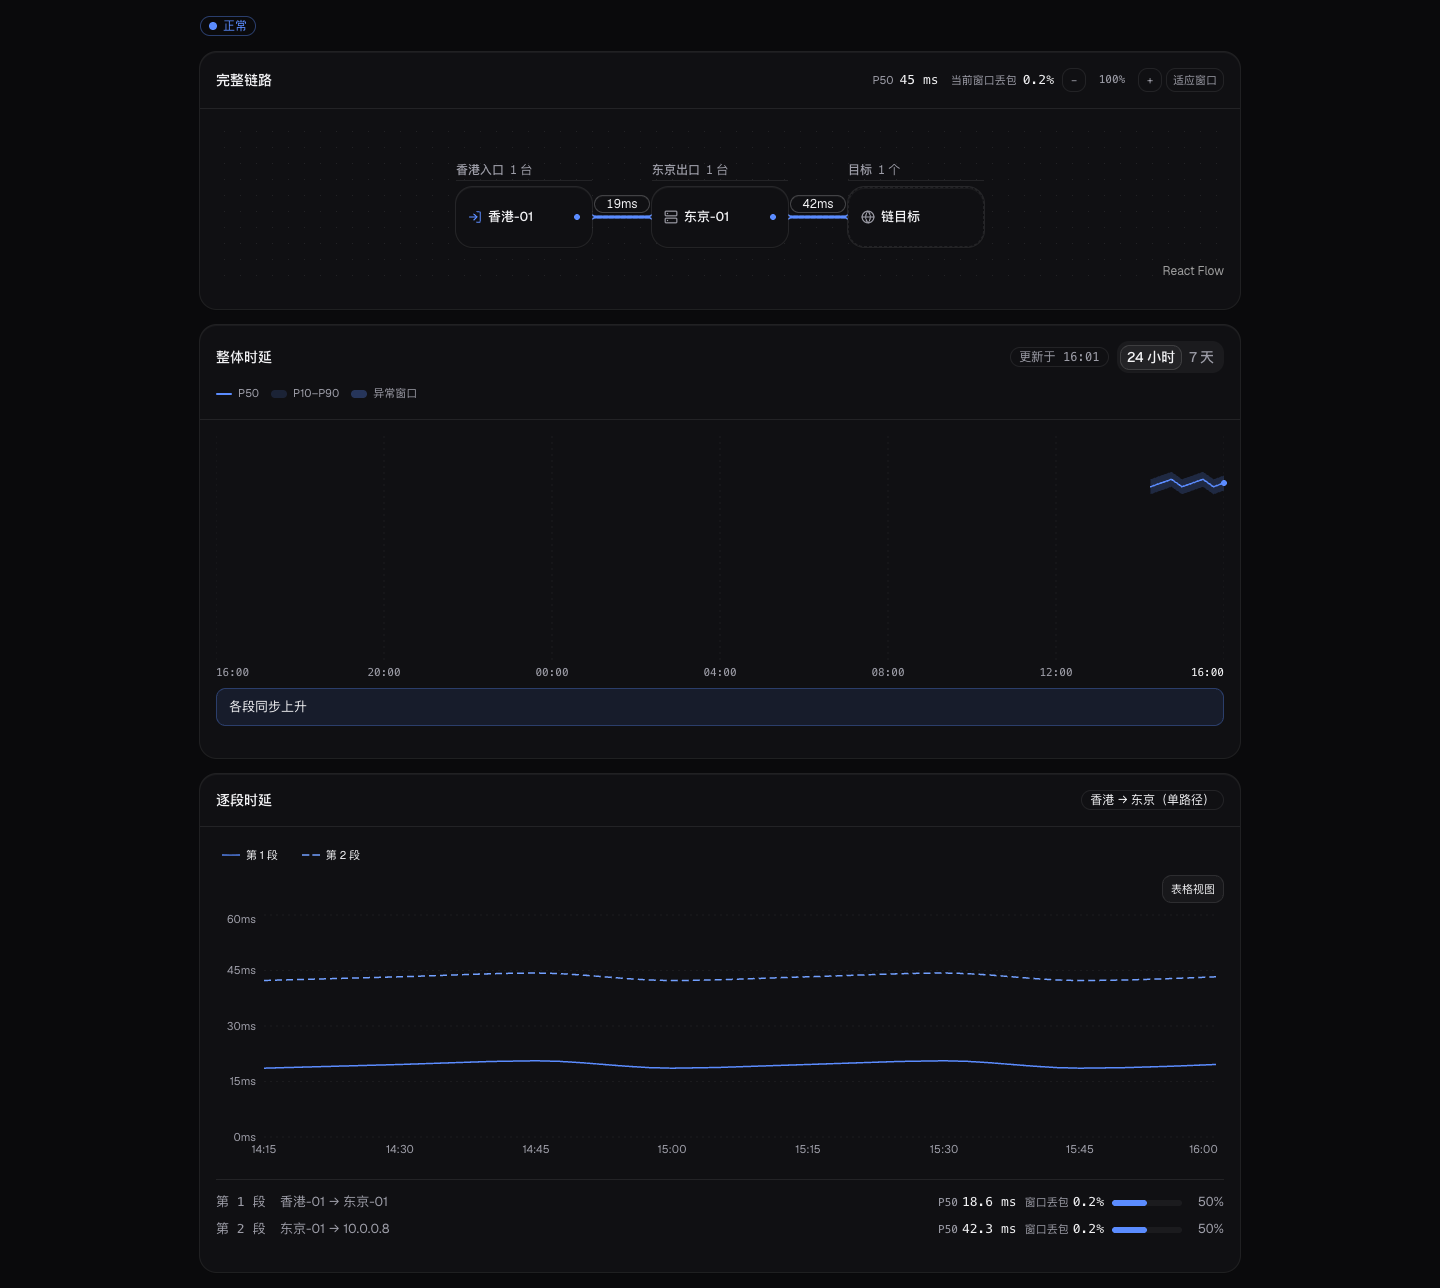 正常
完整链路
P50 45 ms 当前窗口丢包 0.2% − 100% + 适应窗口
香港入口 1 台 东京出口 1 台 目标 1 个
香港-01 19ms 东京-01 42ms 链目标
React Flow
整体时延 更新于 16:01 24 小时 7 天
P50 P10–P90 异常窗口
16:00 20:00 00:00 04:00 08:00 12:00 16:00
各段同步上升
逐段时延 香港 → 东京（单路径）
第 1 段 第 2 段
表格视图
60ms
45ms
30ms
15ms
0ms
14:15 14:30 14:45 15:00 15:15 15:30 15:45 16:00
第 1 段 香港-01 → 东京-01 P50 18.6 ms 窗口丢包 0.2% 50%
第 2 段 东京-01 → 10.0.0.8 P50 42.3 ms 窗口丢包 0.2% 50%